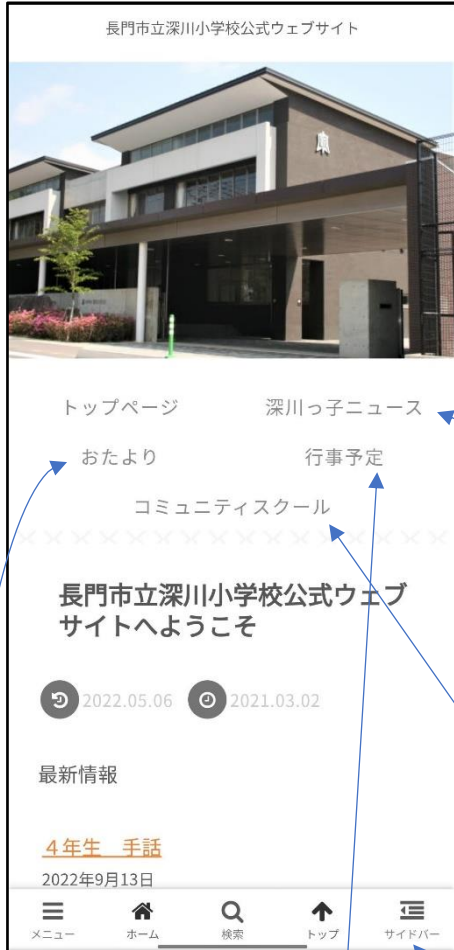 長門市立深川小学校公式ウェブサイト
トップページ 深川っ子ニュース
おたより 行事予定
コミュニティスクール
長門市立深川小学校公式ウェブ
サイトへようこそ
2022.05.06 2021.03.02
最新情報
４年生　手話
2022年9月13日
メニュー ホーム 検索 トップ サイドバー